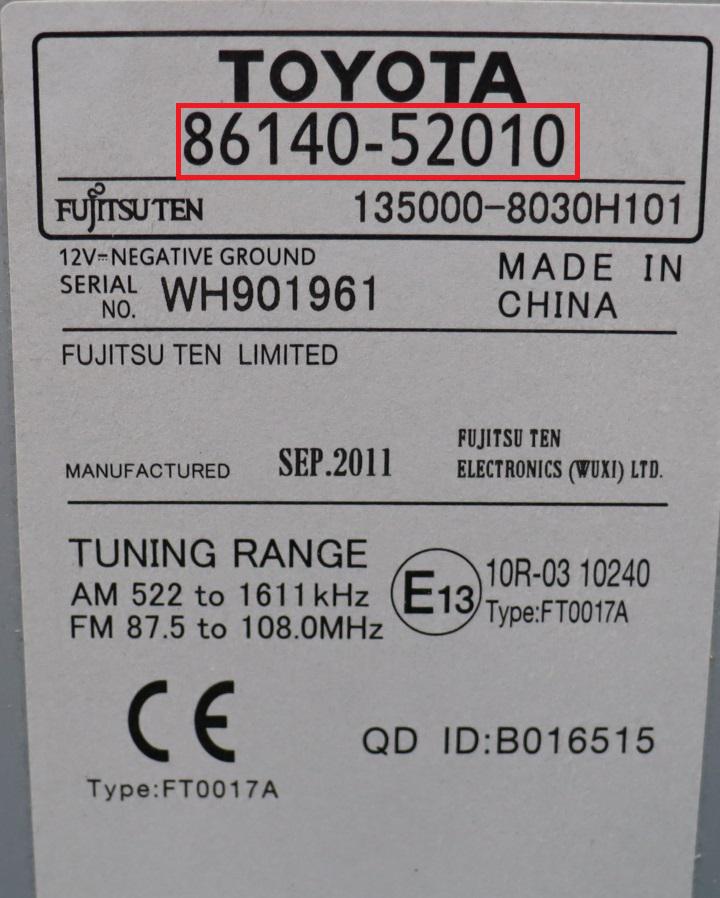 TOYOTA
86140-52010
FUJITSU TEN 135000-8030H101
12V⎓NEGATIVE GROUND
SERIAL NO. WH901961
MADE IN CHINA
FUJITSU TEN LIMITED
MANUFACTURED SEP.2011
FUJITSU TEN
ELECTRONICS (WUXI) LTD.
TUNING RANGE
AM 522 to 1611kHz
FM 87.5 to 108.0MHz
E13 10R-03 10240
Type:FT0017A
CE
Type:FT0017A
QD ID:B016515